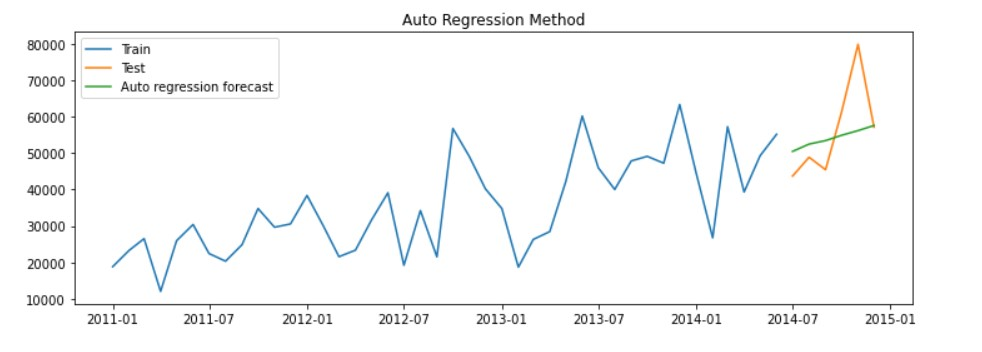 Auto Regression Method
80000
70000
60000
50000
40000
30000
20000
10000
Train
Test
Auto regression forecast
2011-01 2011-07 2012-01 2012-07 2013-01 2013-07 2014-01 2014-07 2015-01